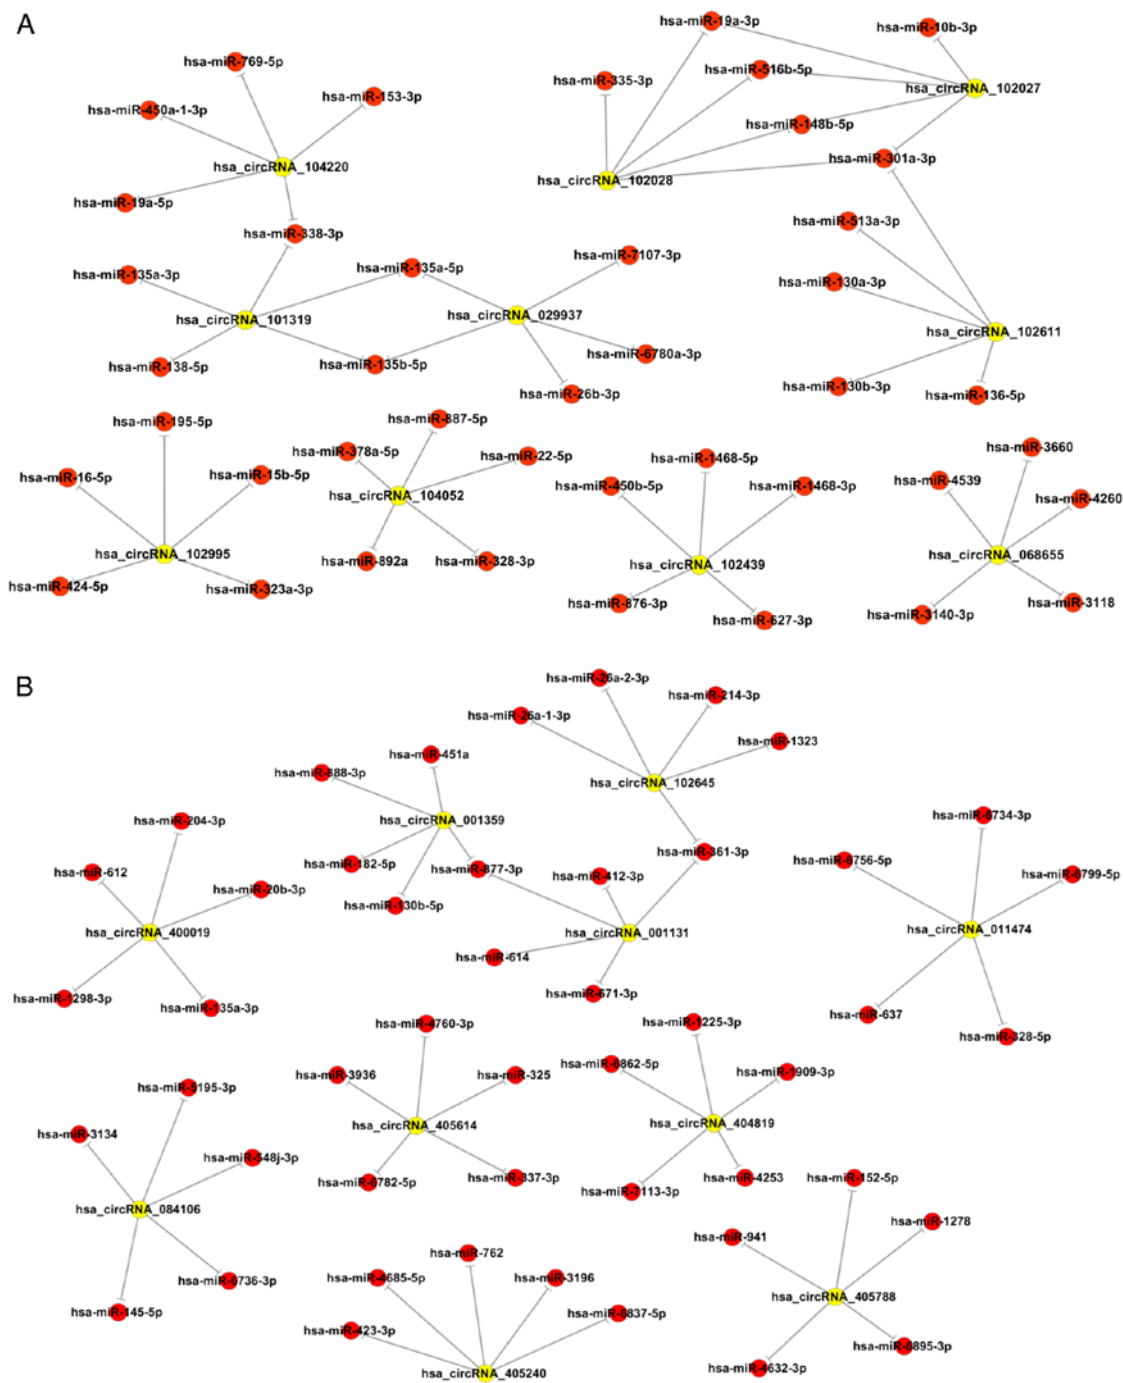 A
hsa-miR-19a-3p
hsa-miR-10b-3p
hsa-miR-769-5p
hsa-miR-516b-5p
hsa-miR-335-3p
hsa_circRNA_102027
hsa-miR-153-3p
hsa-miR-450a-1-3p
hsa-miR-148b-5p
hsa-miR-301a-3p
hsa_circRNA_104220
hsa_circRNA_102028
hsa-miR-19a-5p
hsa-miR-513a-3p
hsa-miR-338-3p
hsa-miR-7107-3p
hsa-miR-135a-3p
hsa-miR-135a-5p
hsa-miR-130a-3p
hsa_circRNA_101319
hsa_circRNA_029937
hsa_circRNA_102611
hsa-miR-6780a-3p
hsa-miR-138-5p
hsa-miR-135b-5p
hsa-miR-130b-3p
hsa-miR-26b-3p
hsa-miR-136-5p
hsa-miR-195-5p
hsa-miR-887-5p
hsa-miR-3660
hsa-miR-378a-5p
hsa-miR-22-5p
hsa-miR-1468-5p
hsa-miR-16-5p
hsa-miR-15b-5p
hsa-miR-450b-5p
hsa-miR-1468-3p
hsa-miR-4539
hsa_circRNA_104052
hsa-miR-4260
hsa_circRNA_102995
hsa_circRNA_068655
hsa-miR-892a
hsa-miR-328-3p
hsa_circRNA_102439
hsa-miR-424-5p
hsa-miR-323a-3p
hsa-miR-876-3p
hsa-miR-3118
hsa-miR-627-3p
hsa-miR-3140-3p
B
hsa-miR-26a-2-3p
hsa-miR-214-3p
hsa-miR-26a-1-3p
hsa-miR-1323
hsa-miR-451a
hsa-miR-888-3p
hsa_circRNA_102645
hsa-miR-204-3p
hsa_circRNA_001359
hsa-miR-6734-3p
hsa-miR-361-3p
hsa-miR-182-5p
hsa-miR-877-3p
hsa-miR-6756-5p
hsa-miR-612
hsa-miR-412-3p
hsa-miR-6799-5p
hsa-miR-20b-3p
hsa-miR-130b-5p
hsa_circRNA_400019
hsa_circRNA_001131
hsa_circRNA_011474
hsa-miR-614
hsa-miR-1298-3p
hsa-miR-135a-3p
hsa-miR-671-3p
hsa-miR-637
hsa-miR-4760-3p
hsa-miR-1225-3p
hsa-miR-328-5p
hsa-miR-6862-5p
hsa-miR-3936
hsa-miR-325
hsa-miR-1909-3p
hsa-miR-5195-3p
hsa_circRNA_405614
hsa_circRNA_404819
hsa-miR-3134
hsa-miR-548j-3p
hsa-miR-6782-5p
hsa-miR-337-3p
hsa-miR-4253
hsa-miR-152-5p
hsa-miR-7113-3p
hsa_circRNA_084106
hsa-miR-1278
hsa-miR-941
hsa-miR-762
hsa-miR-6736-3p
hsa-miR-4685-5p
hsa-miR-3196
hsa_circRNA_405788
hsa-miR-145-5p
hsa-miR-6837-5p
hsa-miR-423-3p
hsa-miR-6895-3p
hsa-miR-4632-3p
hsa_circRNA_405240